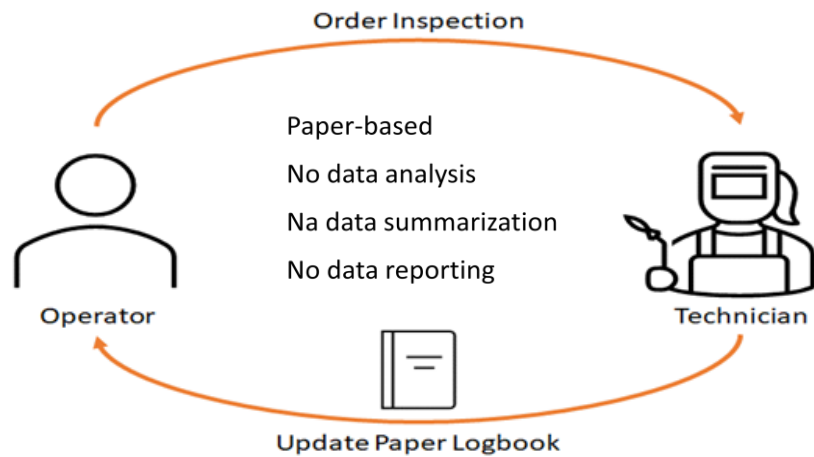 Order Inspection
Paper-based
No data analysis
Na data summarization
No data reporting
Operator
Technician
Update Paper Logbook